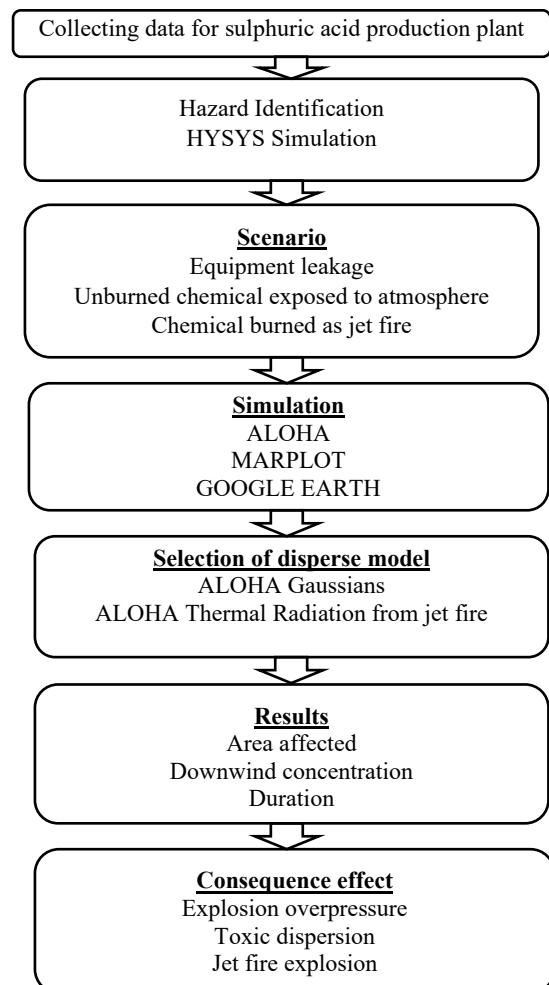 Collecting data for sulphuric acid production plant
Hazard Identification
HYSYS Simulation
Scenario
Equipment leakage
Unburned chemical exposed to atmosphere
Chemical burned as jet fire
Simulation
ALOHA
MARPLOT
GOOGLE EARTH
Selection of disperse model
ALOHA Gaussians
ALOHA Thermal Radiation from jet fire
Results
Area affected
Downwind concentration
Duration
Consequence effect
Explosion overpressure
Toxic dispersion
Jet fire explosion